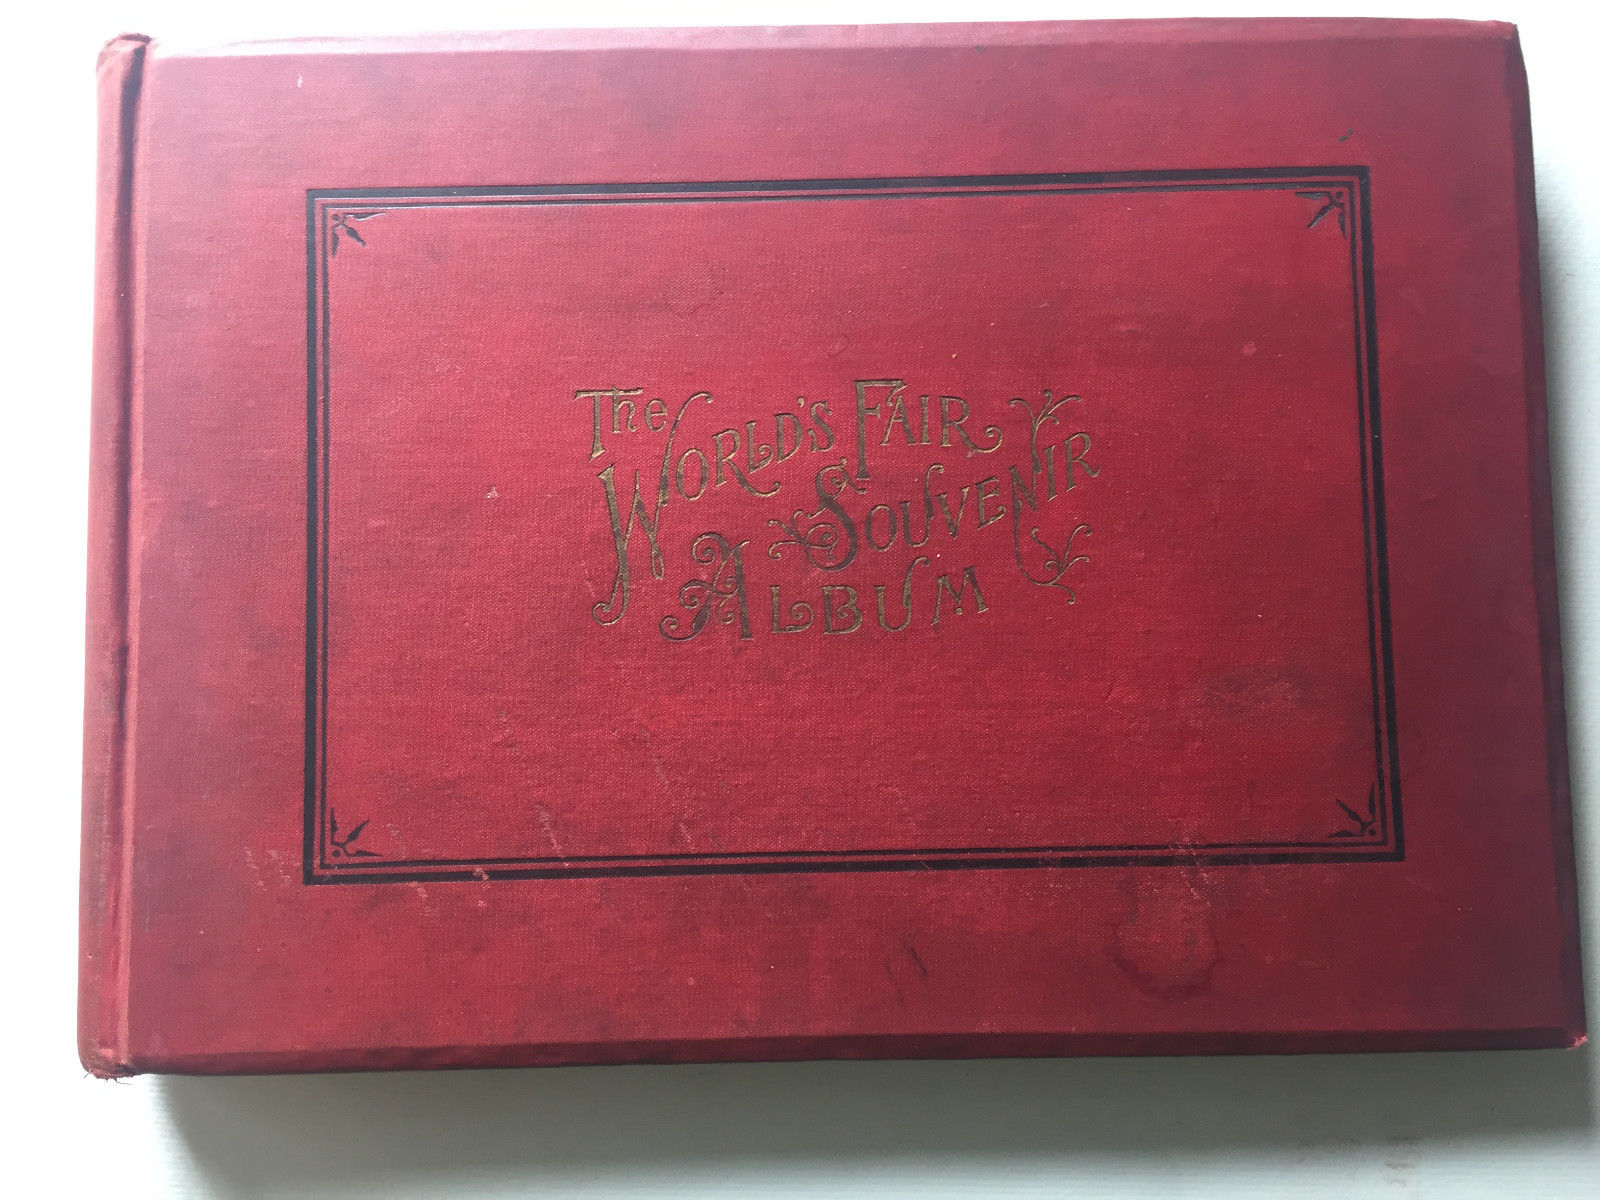 The
World's Fair
Souvenir
Album